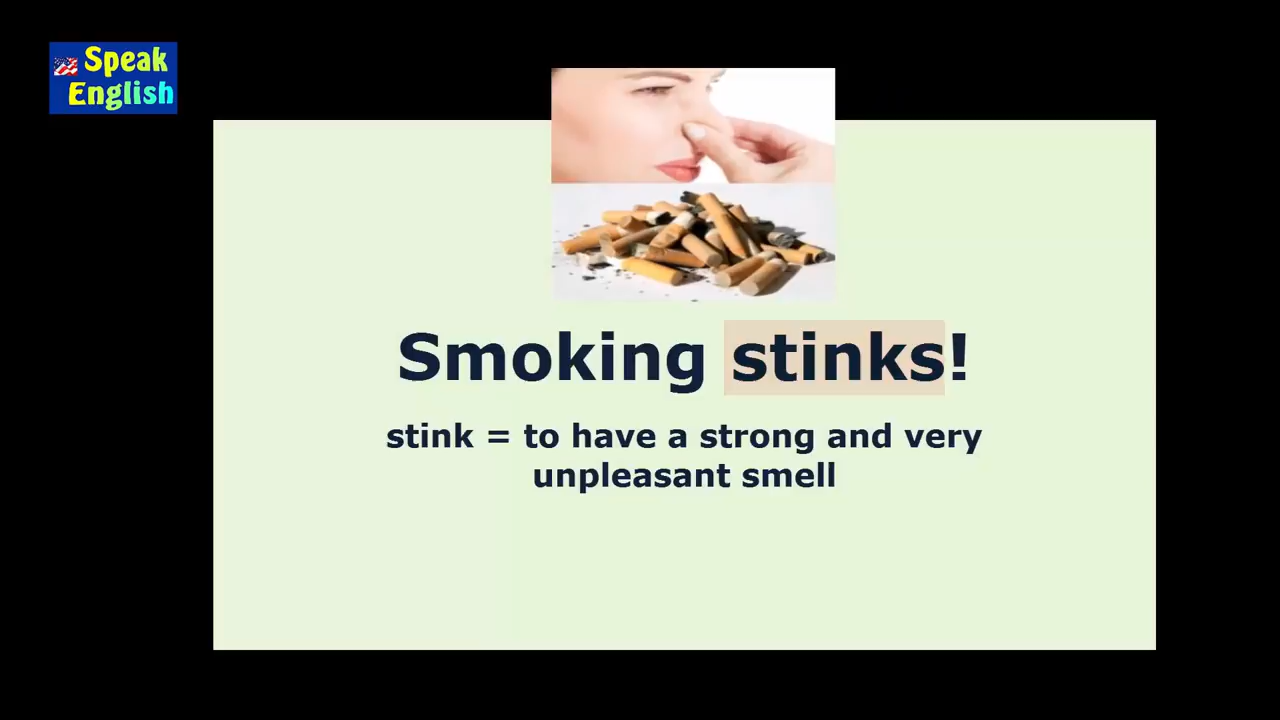 Speak
English
Smoking stinks!
stink = to have a strong and very
unpleasant smell